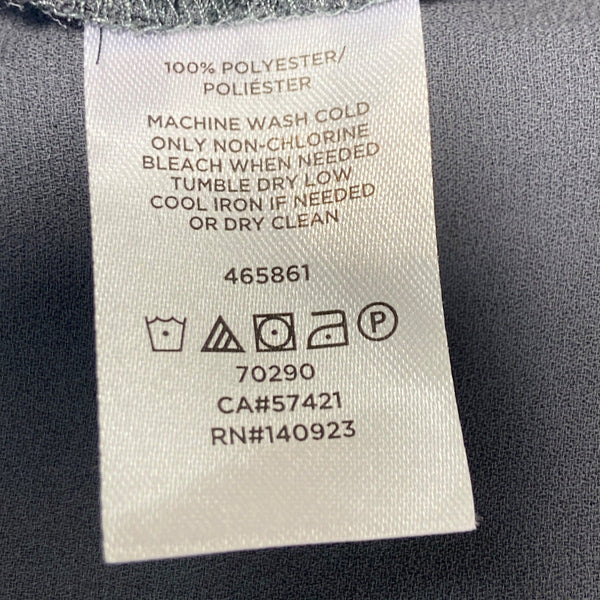 100% POLYESTER/
POLIÉSTER
MACHINE WASH COLD
ONLY NON-CHLORINE
BLEACH WHEN NEEDED
TUMBLE DRY LOW
COOL IRON IF NEEDED
OR DRY CLEAN
465861
P
70290
CA#57421
RN#140923